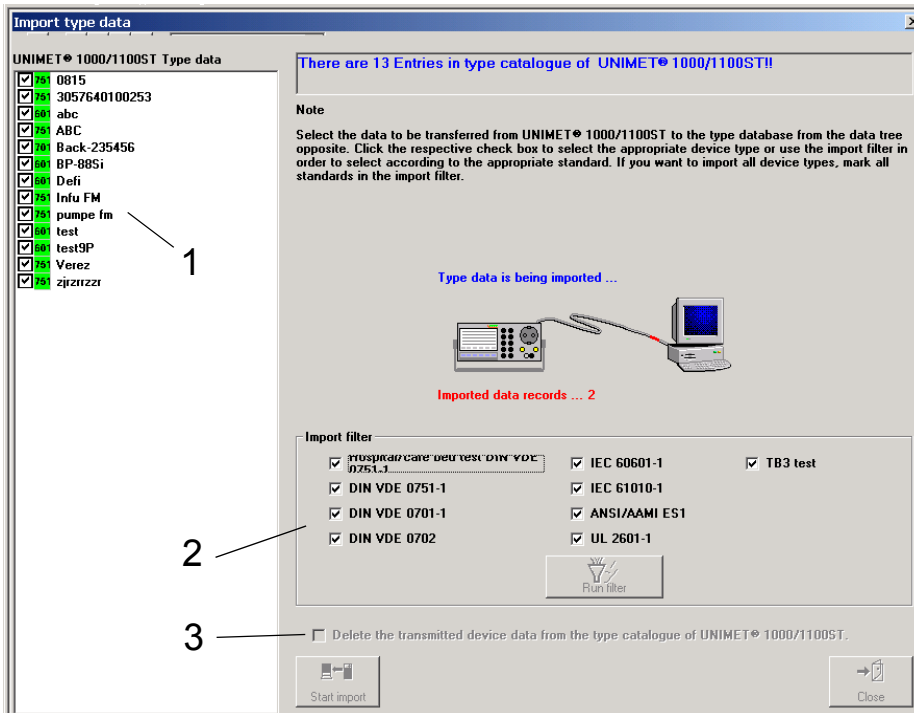 Import type data
UNIMET® 1000/1100ST Type data
751 0815
751 3057640100253
601 abc
751 ABC
701 Back-235456
601 BP-88Si
601 Defi
751 Infu FM
751 pumpe fm
601 test
601 test9P
751 Verez
751 zjrzrrzzr
1
There are 13 Entries in type catalogue of UNIMET® 1000/1100ST!!
Note
Select the data to be transferred from UNIMET® 1000/1100ST to the type database from the data tree
opposite. Click the respective check box to select the appropriate device type or use the import filter in
order to select according to the appropriate standard. If you want to import all device types, mark all
standards in the import filter.
Type data is being imported ...
Imported data records ... 2
Import filter
Hospital/care bed test DIN VDE
0751-1
DIN VDE 0751-1
DIN VDE 0701-1
DIN VDE 0702
IEC 60601-1
IEC 61010-1
ANSI/AAMI ES1
UL 2601-1
TB3 test
2
Run filter
3
Delete the transmitted device data from the type catalogue of UNIMET® 1000/1100ST.
Start import
Close